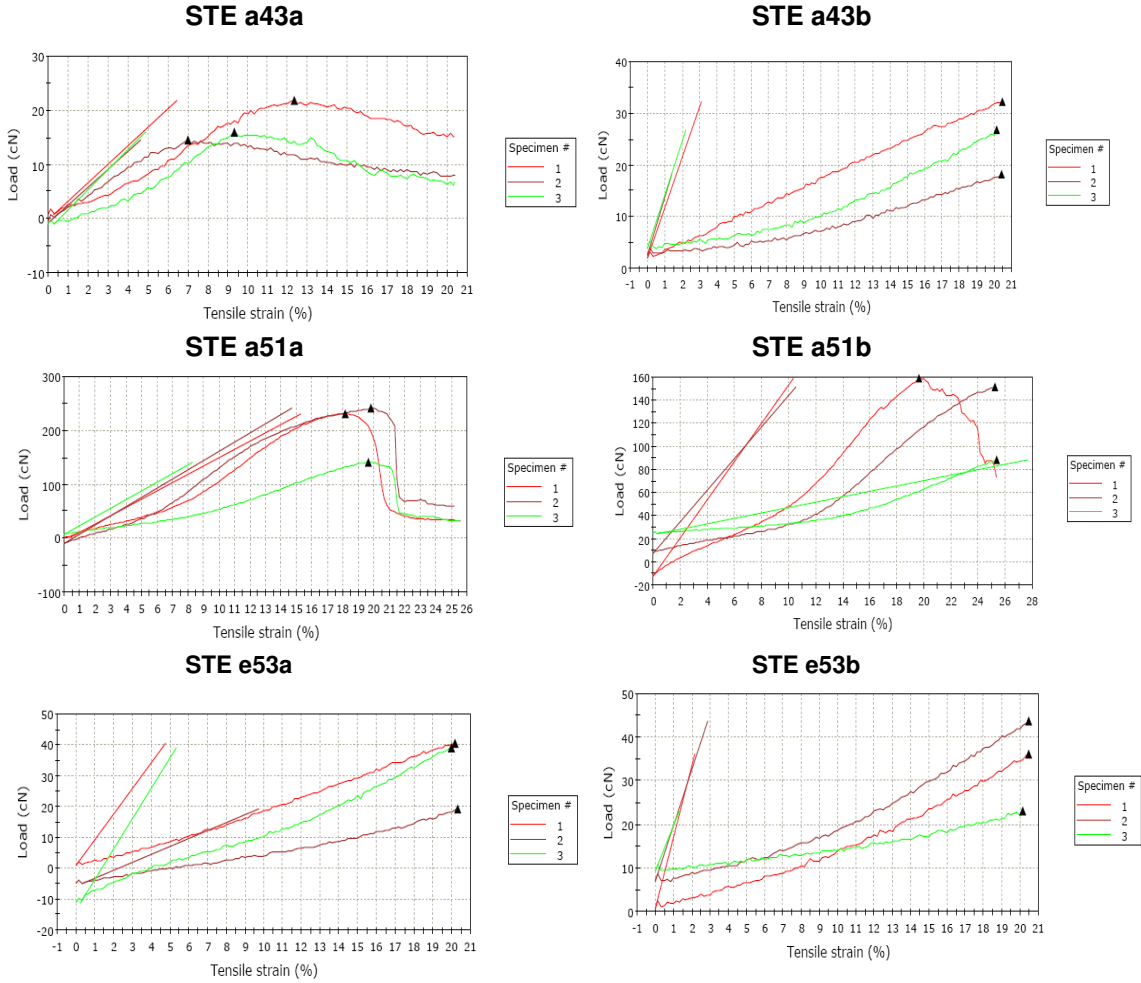 STE a43a
30
20
10
0
-10
Load (cN)
0 1 2 3 4 5 6 7 8 9 10 11 12 13 14 15 16 17 18 19 20 21
Tensile strain (%)
Specimen #
1
2
3
STE a43b
40
30
20
10
0
Load (cN)
-1 0 1 2 3 4 5 6 7 8 9 10 11 12 13 14 15 16 17 18 19 20 21
Tensile strain (%)
Specimen #
1
2
3
STE a51a
300
200
100
0
-100
Load (cN)
0 1 2 3 4 5 6 7 8 9 10 11 12 13 14 15 16 17 18 19 20 21 22 23 24 25 26
Tensile strain (%)
Specimen #
1
2
3
STE a51b
160
140
120
100
80
60
40
20
0
-20
Load (cN)
0 2 4 6 8 10 12 14 16 18 20 22 24 26 28
Tensile strain (%)
Specimen #
1
2
3
STE e53a
50
40
30
20
10
0
-10
-20
Load (cN)
-1 0 1 2 3 4 5 6 7 8 9 10 11 12 13 14 15 16 17 18 19 20 21
Tensile strain (%)
Specimen #
1
2
3
STE e53b
50
40
30
20
10
0
Load (cN)
-1 0 1 2 3 4 5 6 7 8 9 10 11 12 13 14 15 16 17 18 19 20 21
Tensile strain (%)
Specimen #
1
2
3